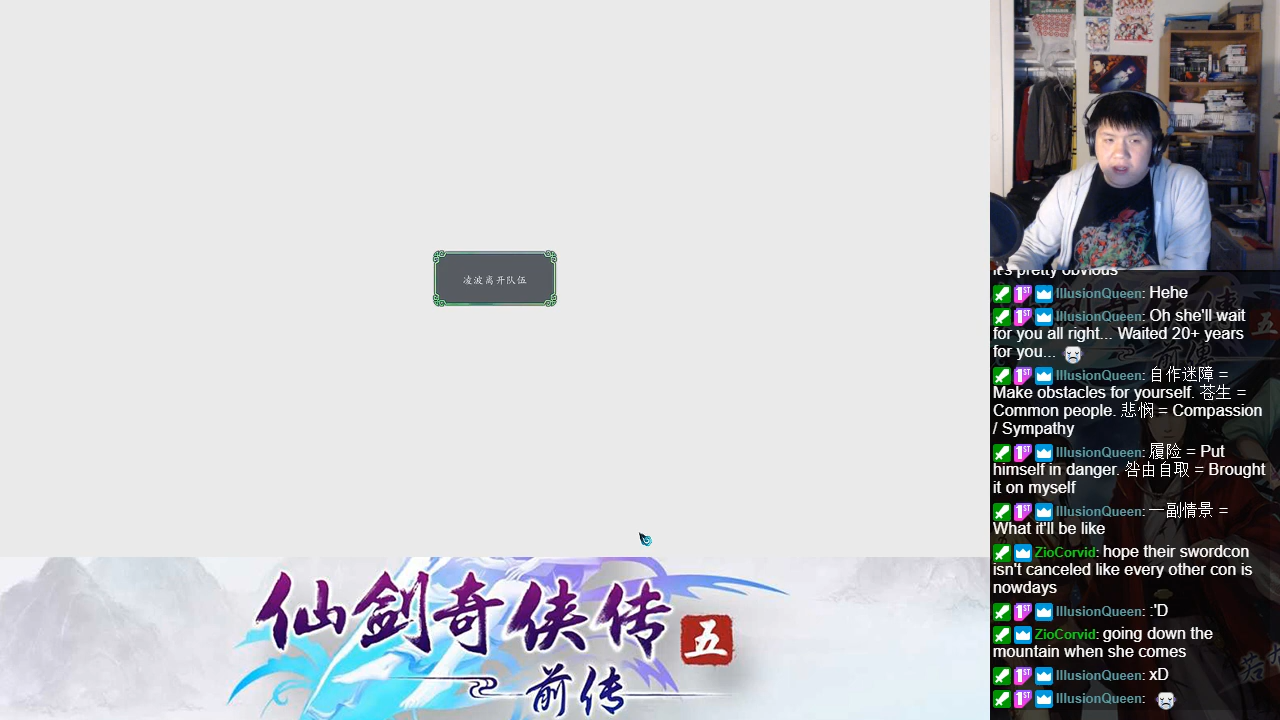 凌波离开队伍
仙剑奇侠传
五
前传
it's pretty obvious
IllusionQueen: Hehe
IllusionQueen: Oh she'll wait
for you all right... Waited 20+ years
for you...
IllusionQueen: 自作迷障 =
Make obstacles for yourself. 苍生 =
Common people. 悲悯 = Compassion
/ Sympathy
IllusionQueen: 履险 = Put
himself in danger. 咎由自取 = Brought
it on myself
IllusionQueen: 一副情景 =
What it'll be like
ZioCorvid: hope their swordcon
isn't canceled like every other con is
nowdays
IllusionQueen: :'D
ZioCorvid: going down the
mountain when she comes
IllusionQueen: xD
IllusionQueen: